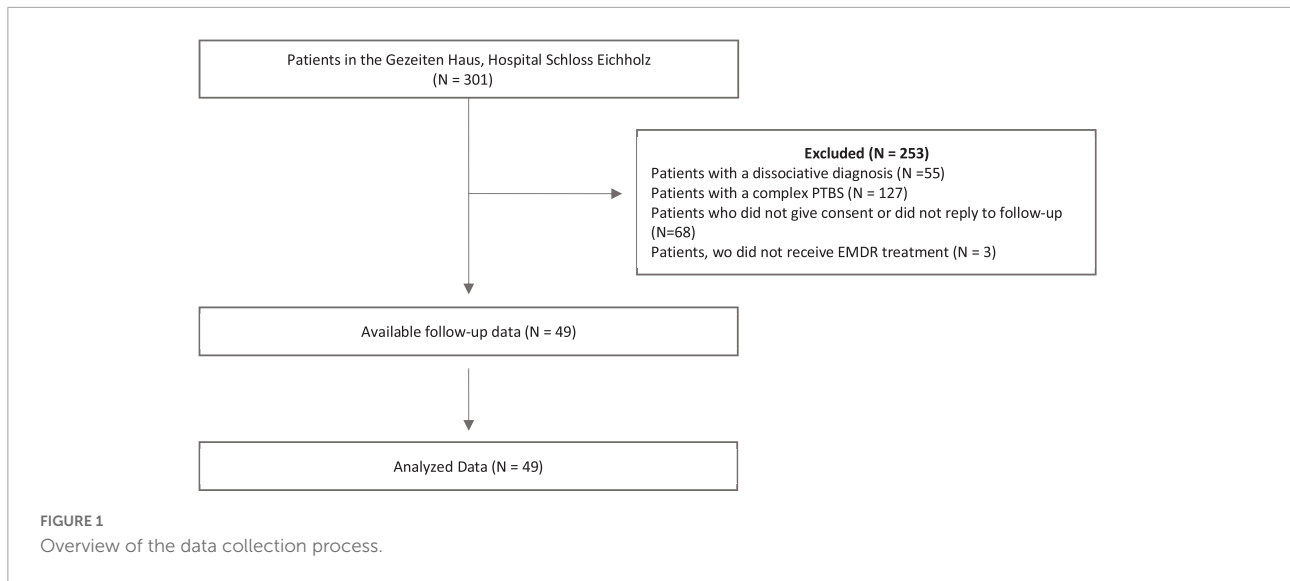 Patients in the Gezeiten Haus, Hospital Schloss Eichholz
(N = 301)
Excluded (N = 253)
Patients with a dissociative diagnosis (N =55)
Patients with a complex PTBS (N = 127)
Patients who did not give consent or did not reply to follow-up
(N=68)
Patients, wo did not receive EMDR treatment (N = 3)
Available follow-up data (N = 49)
Analyzed Data (N = 49)
FIGURE 1
Overview of the data collection process.